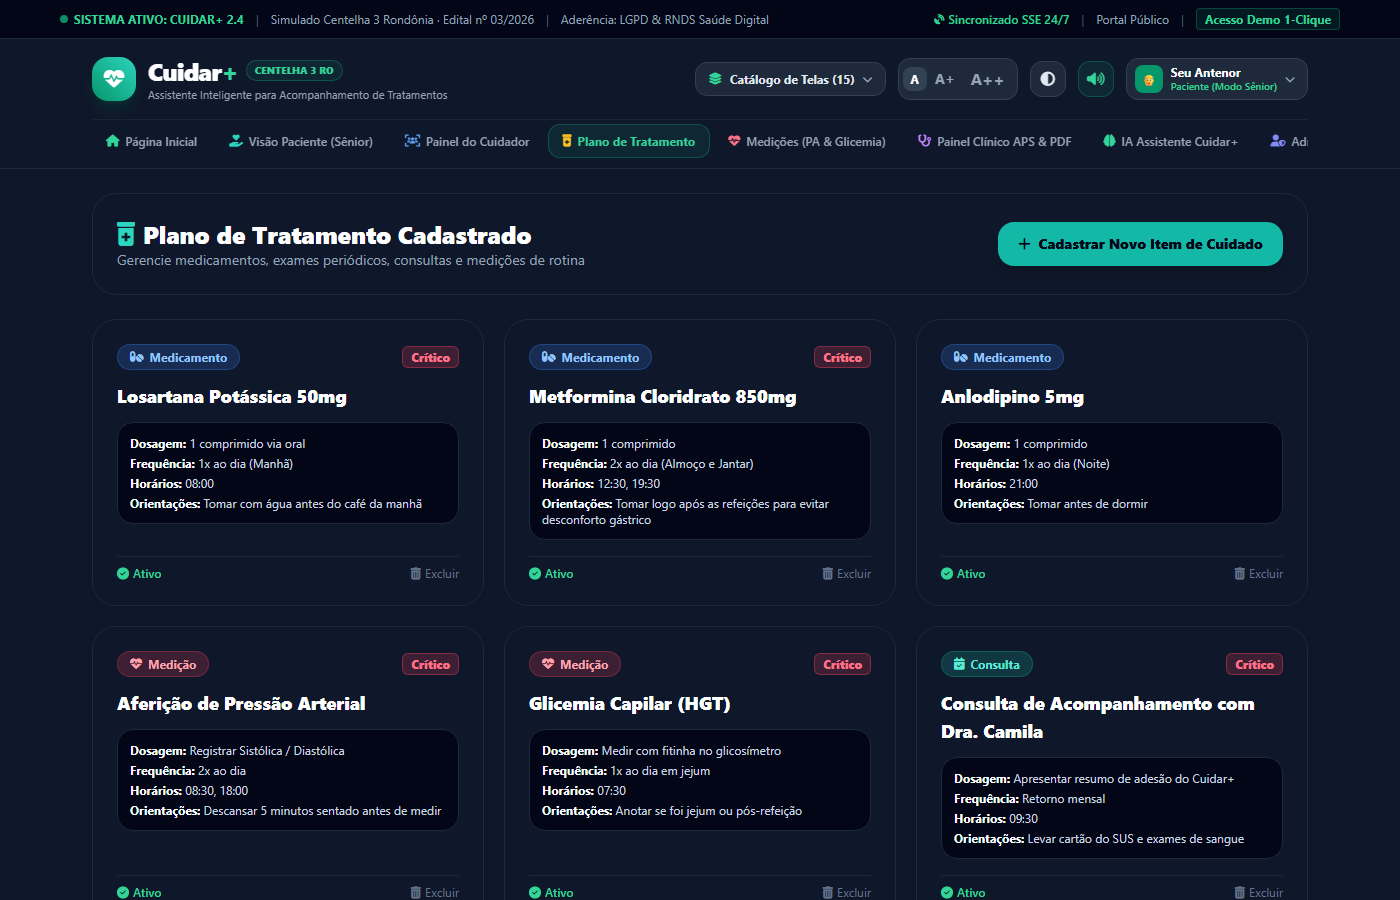 SISTEMA ATIVO: CUIDAR+ 2.4 | Simulado Centelha 3 Rondônia · Edital nº 03/2026 | Aderência: LGPD & RNDS Saúde Digital
Sincronizado SSE 24/7 | Portal Público | Acesso Demo 1-Clique
Cuidar+ CENTELHA 3 RO
Assistente Inteligente para Acompanhamento de Tratamentos
Catálogo de Telas (15)
A A+ A++
Seu Antenor
Paciente (Modo Sênior)
Página Inicial
Visão Paciente (Sênior)
Painel do Cuidador
Plano de Tratamento
Medições (PA & Glicemia)
Painel Clínico APS & PDF
IA Assistente Cuidar+
Plano de Tratamento Cadastrado
Gerencie medicamentos, exames periódicos, consultas e medições de rotina
+ Cadastrar Novo Item de Cuidado
Medicamento
Crítico
Losartana Potássica 50mg
Dosagem: 1 comprimido via oral
Frequência: 1x ao dia (Manhã)
Horários: 08:00
Orientações: Tomar com água antes do café da manhã
Ativo
Excluir
Medicamento
Crítico
Metformina Cloridrato 850mg
Dosagem: 1 comprimido
Frequência: 2x ao dia (Almoço e Jantar)
Horários: 12:30, 19:30
Orientações: Tomar logo após as refeições para evitar
desconforto gástrico
Ativo
Excluir
Medicamento
Anlodipino 5mg
Dosagem: 1 comprimido
Frequência: 1x ao dia (Noite)
Horários: 21:00
Orientações: Tomar antes de dormir
Ativo
Excluir
Medição
Crítico
Aferição de Pressão Arterial
Dosagem: Registrar Sistólica / Diastólica
Frequência: 2x ao dia
Horários: 08:30, 18:00
Orientações: Descansar 5 minutos sentado antes de medir
Ativo
Excluir
Medição
Crítico
Glicemia Capilar (HGT)
Dosagem: Medir com fitinha no glicosímetro
Frequência: 1x ao dia em jejum
Horários: 07:30
Orientações: Anotar se foi jejum ou pós-refeição
Ativo
Excluir
Consulta
Crítico
Consulta de Acompanhamento com
Dra. Camila
Dosagem: Apresentar resumo de adesão do Cuidar+
Frequência: Retorno mensal
Horários: 09:30
Orientações: Levar cartão do SUS e exames de sangue
Ativo
Excluir